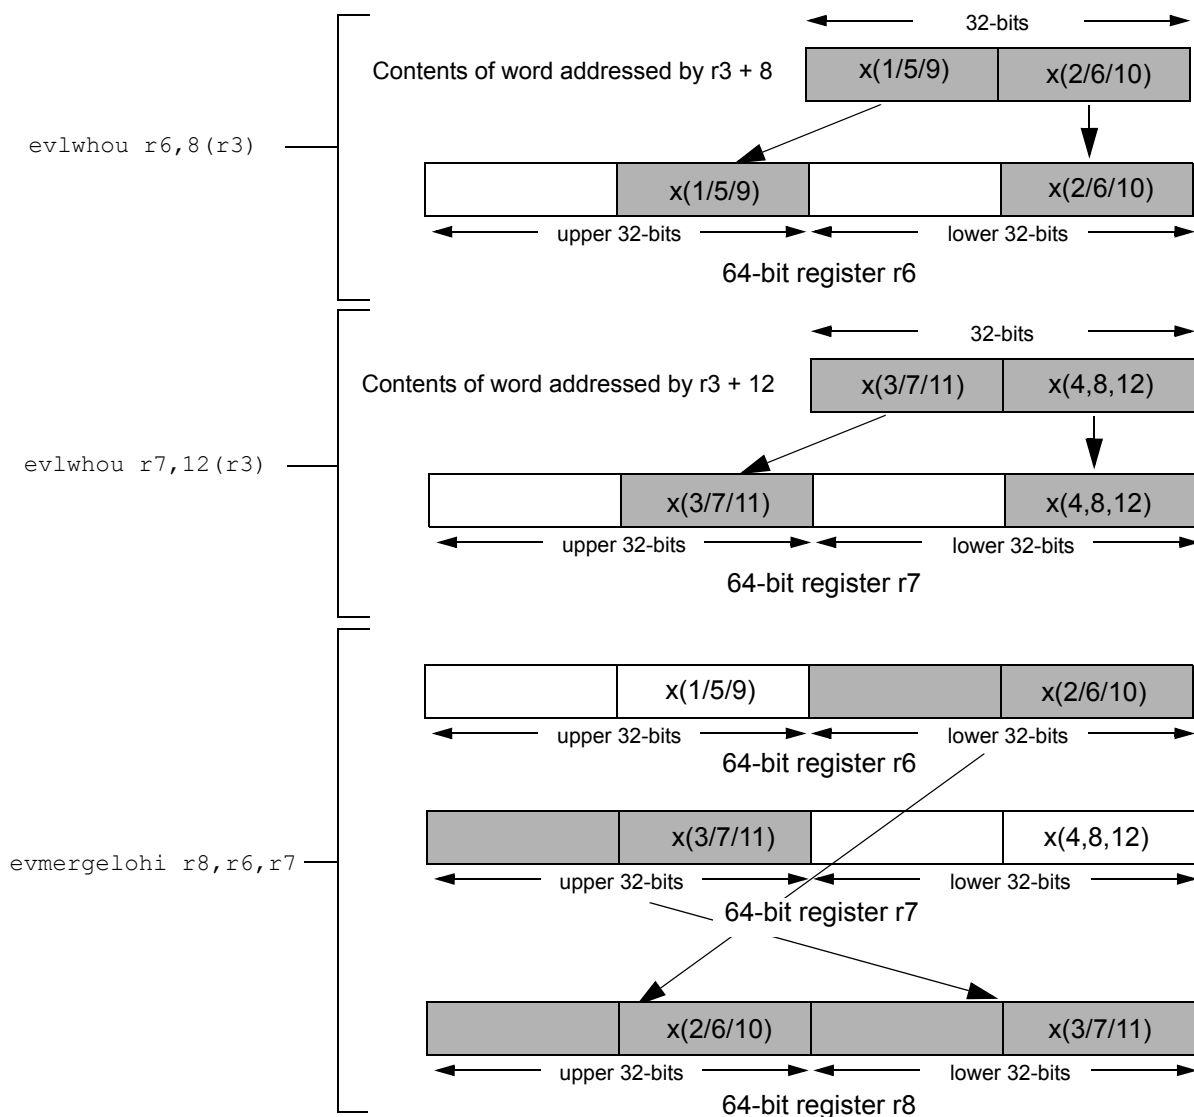 32-bits
Contents of word addressed by r3 + 8
x(1/5/9) x(2/6/10)
evlwhou r6,8(r3)
x(1/5/9) x(2/6/10)
upper 32-bits lower 32-bits
64-bit register r6
32-bits
Contents of word addressed by r3 + 12
x(3/7/11) x(4,8,12)
evlwhou r7,12(r3)
x(3/7/11) x(4,8,12)
upper 32-bits lower 32-bits
64-bit register r7
x(1/5/9) x(2/6/10)
upper 32-bits lower 32-bits
64-bit register r6
evmergelohi r8,r6,r7
x(3/7/11) x(4,8,12)
upper 32-bits lower 32-bits
64-bit register r7
x(2/6/10) x(3/7/11)
upper 32-bits lower 32-bits
64-bit register r8